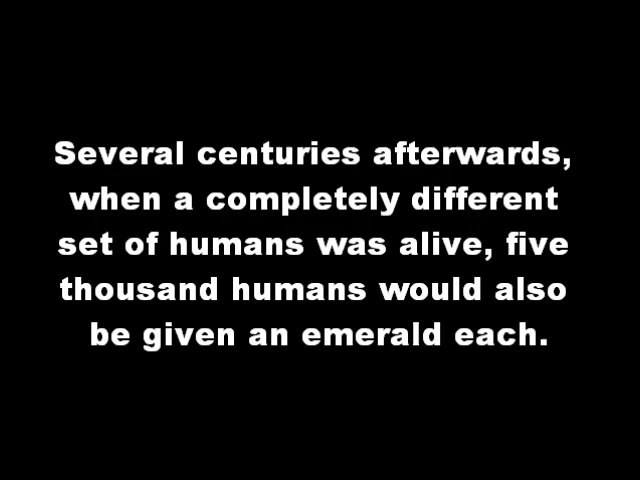 Several centuries afterwards,
when a completely different
set of humans was alive, five
thousand humans would also
be given an emerald each.